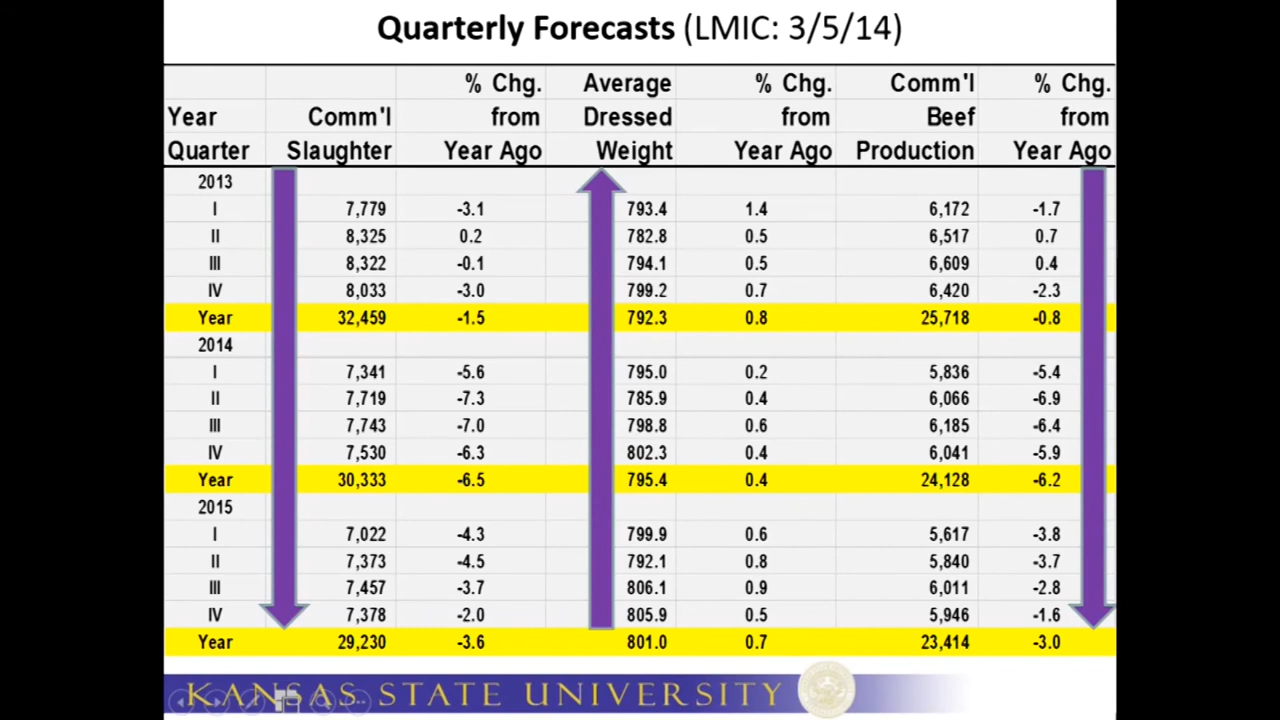 Quarterly Forecasts (LMIC: 3/5/14)
% Chg. Average % Chg. Comm'l % Chg.
Year Comm'l from Dressed from Beef from
Quarter Slaughter Year Ago Weight Year Ago Production Year Ago
2013
I 7,779 -3.1 793.4 1.4 6,172 -1.7
II 8,325 0.2 782.8 0.5 6,517 0.7
III 8,322 -0.1 794.1 0.5 6,609 0.4
IV 8,033 -3.0 799.2 0.7 6,420 -2.3
Year 32,459 -1.5 792.3 0.8 25,718 -0.8
2014
I 7,341 -5.6 795.0 0.2 5,836 -5.4
II 7,719 -7.3 785.9 0.4 6,066 -6.9
III 7,743 -7.0 798.8 0.6 6,185 -6.4
IV 7,530 -6.3 802.3 0.4 6,041 -5.9
Year 30,333 -6.5 795.4 0.4 24,128 -6.2
2015
I 7,022 -4.3 799.9 0.6 5,617 -3.8
II 7,373 -4.5 792.1 0.8 5,840 -3.7
III 7,457 -3.7 806.1 0.9 6,011 -2.8
IV 7,378 -2.0 805.9 0.5 5,946 -1.6
Year 29,230 -3.6 801.0 0.7 23,414 -3.0
KANSAS STATE UNIVERSITY